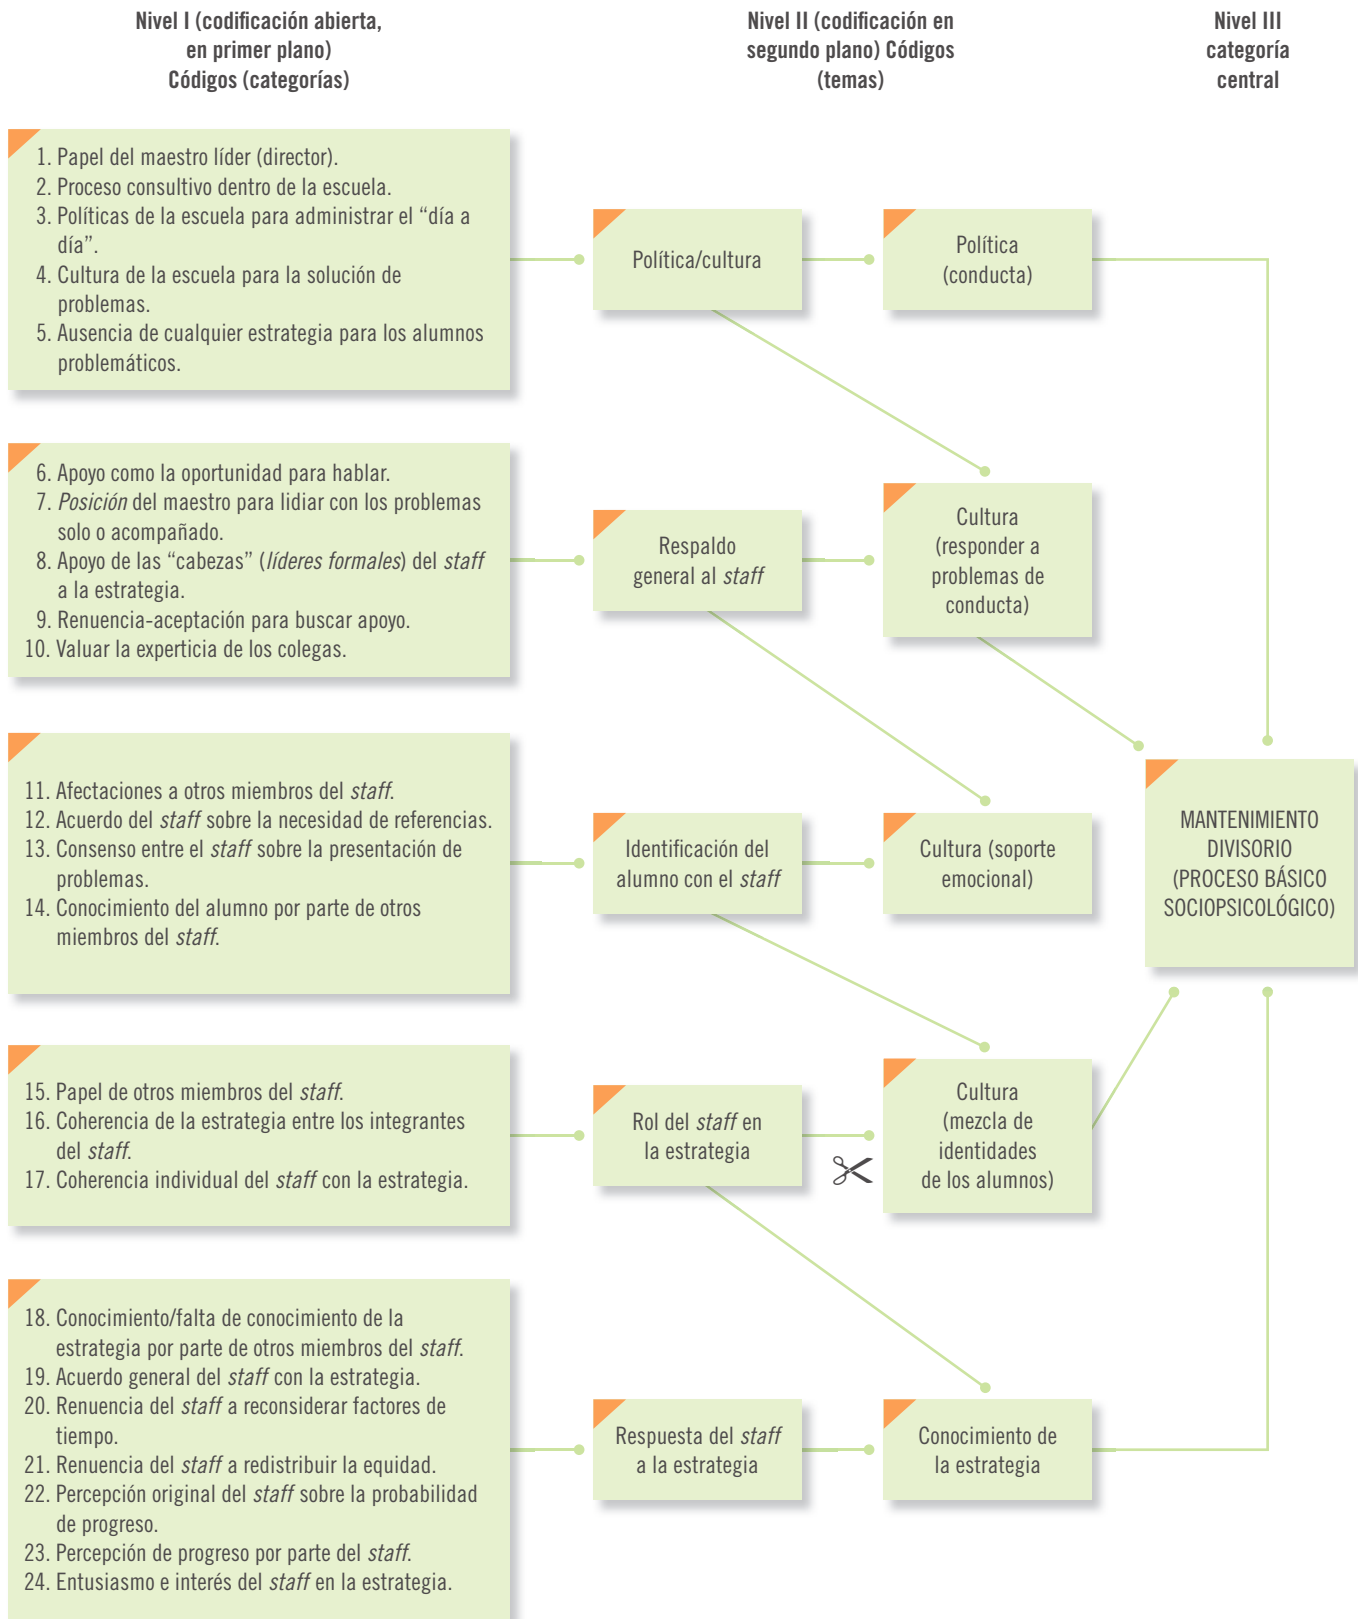 Nivel I (codificación abierta,
en primer plano)
Códigos (categorías)
Nivel II (codificación en
segundo plano) Códigos
(temas)
Nivel III
categoría
central
1. Papel del maestro líder (director).
2. Proceso consultivo dentro de la escuela.
3. Políticas de la escuela para administrar el “día a
día”.
4. Cultura de la escuela para la solución de
problemas.
5. Ausencia de cualquier estrategia para los alumnos
problemáticos.
Política/cultura
Política
(conducta)
6. Apoyo como la oportunidad para hablar.
7. Posición del maestro para lidiar con los problemas
solo o acompañado.
8. Apoyo de las “cabezas” (líderes formales) del staff
a la estrategia.
9. Renuencia-aceptación para buscar apoyo.
10. Valuar la experticia de los colegas.
Respaldo
general al staff
Cultura
(responder a
problemas de
conducta)
11. Afectaciones a otros miembros del staff.
12. Acuerdo del staff sobre la necesidad de referencias.
13. Consenso entre el staff sobre la presentación de
problemas.
14. Conocimiento del alumno por parte de otros
miembros del staff.
Identificación del
alumno con el staff
Cultura (soporte
emocional)
MANTENIMIENTO
DIVISORIO
(PROCESO BÁSICO
SOCIOPSICOLÓGICO)
15. Papel de otros miembros del staff.
16. Coherencia de la estrategia entre los integrantes
del staff.
17. Coherencia individual del staff con la estrategia.
Rol del staff en
la estrategia
Cultura
(mezcla de
identidades
de los alumnos)
18. Conocimiento/falta de conocimiento de la
estrategia por parte de otros miembros del staff.
19. Acuerdo general del staff con la estrategia.
20. Renuencia del staff a reconsiderar factores de
tiempo.
21. Renuencia del staff a redistribuir la equidad.
22. Percepción original del staff sobre la probabilidad
de progreso.
23. Percepción de progreso por parte del staff.
24. Entusiasmo e interés del staff en la estrategia.
Respuesta del staff
a la estrategia
Conocimiento de
la estrategia